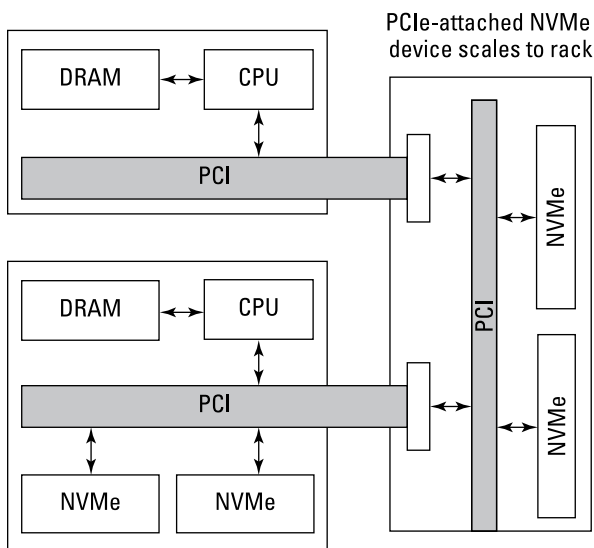 PCIe-attached NVMe
device scales to rack
DRAM
CPU
PCI
DRAM
CPU
PCI
NVMe
NVMe
PCI
NVMe
NVMe